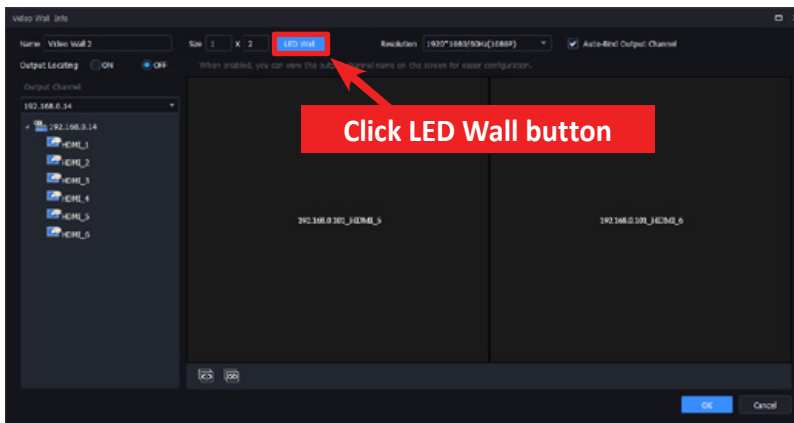 Video Wall Info
Name Video Wall 2 Size 1 X 2 LED Wall Resolution 1920*1080/50Hz(1080P) Auto-Bind Output Channel
Output Locating ON OFF When enabled, you can view the output channel name on the screen for easier configuration.
Output Channel
192.168.0.14
192.168.0.14
HDMI_1
HDMI_2
HDMI_3
HDMI_4
HDMI_5
HDMI_6
Click LED Wall button
192.168.0.101_HDMI_5 192.168.0.101_HDMI_6
OK Cancel